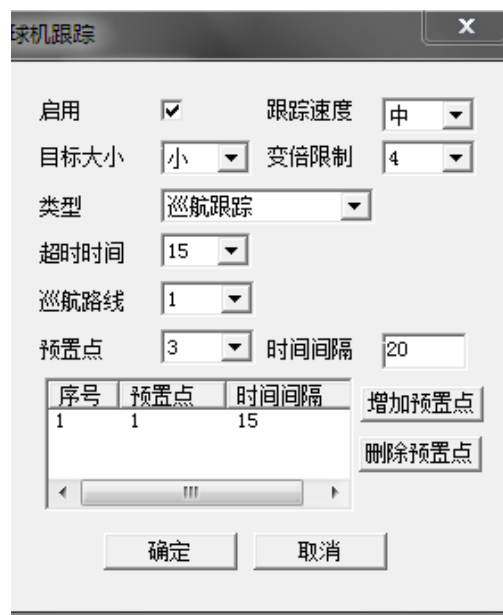 球机跟踪 X
启用 跟踪速度 中
目标大小 小 变倍限制 4
类型 巡航跟踪
超时时间 15
巡航路线 1
预置点 3 时间间隔 20
序号 预置点 时间间隔
1 1 15
增加预置点
删除预置点
确定 取消